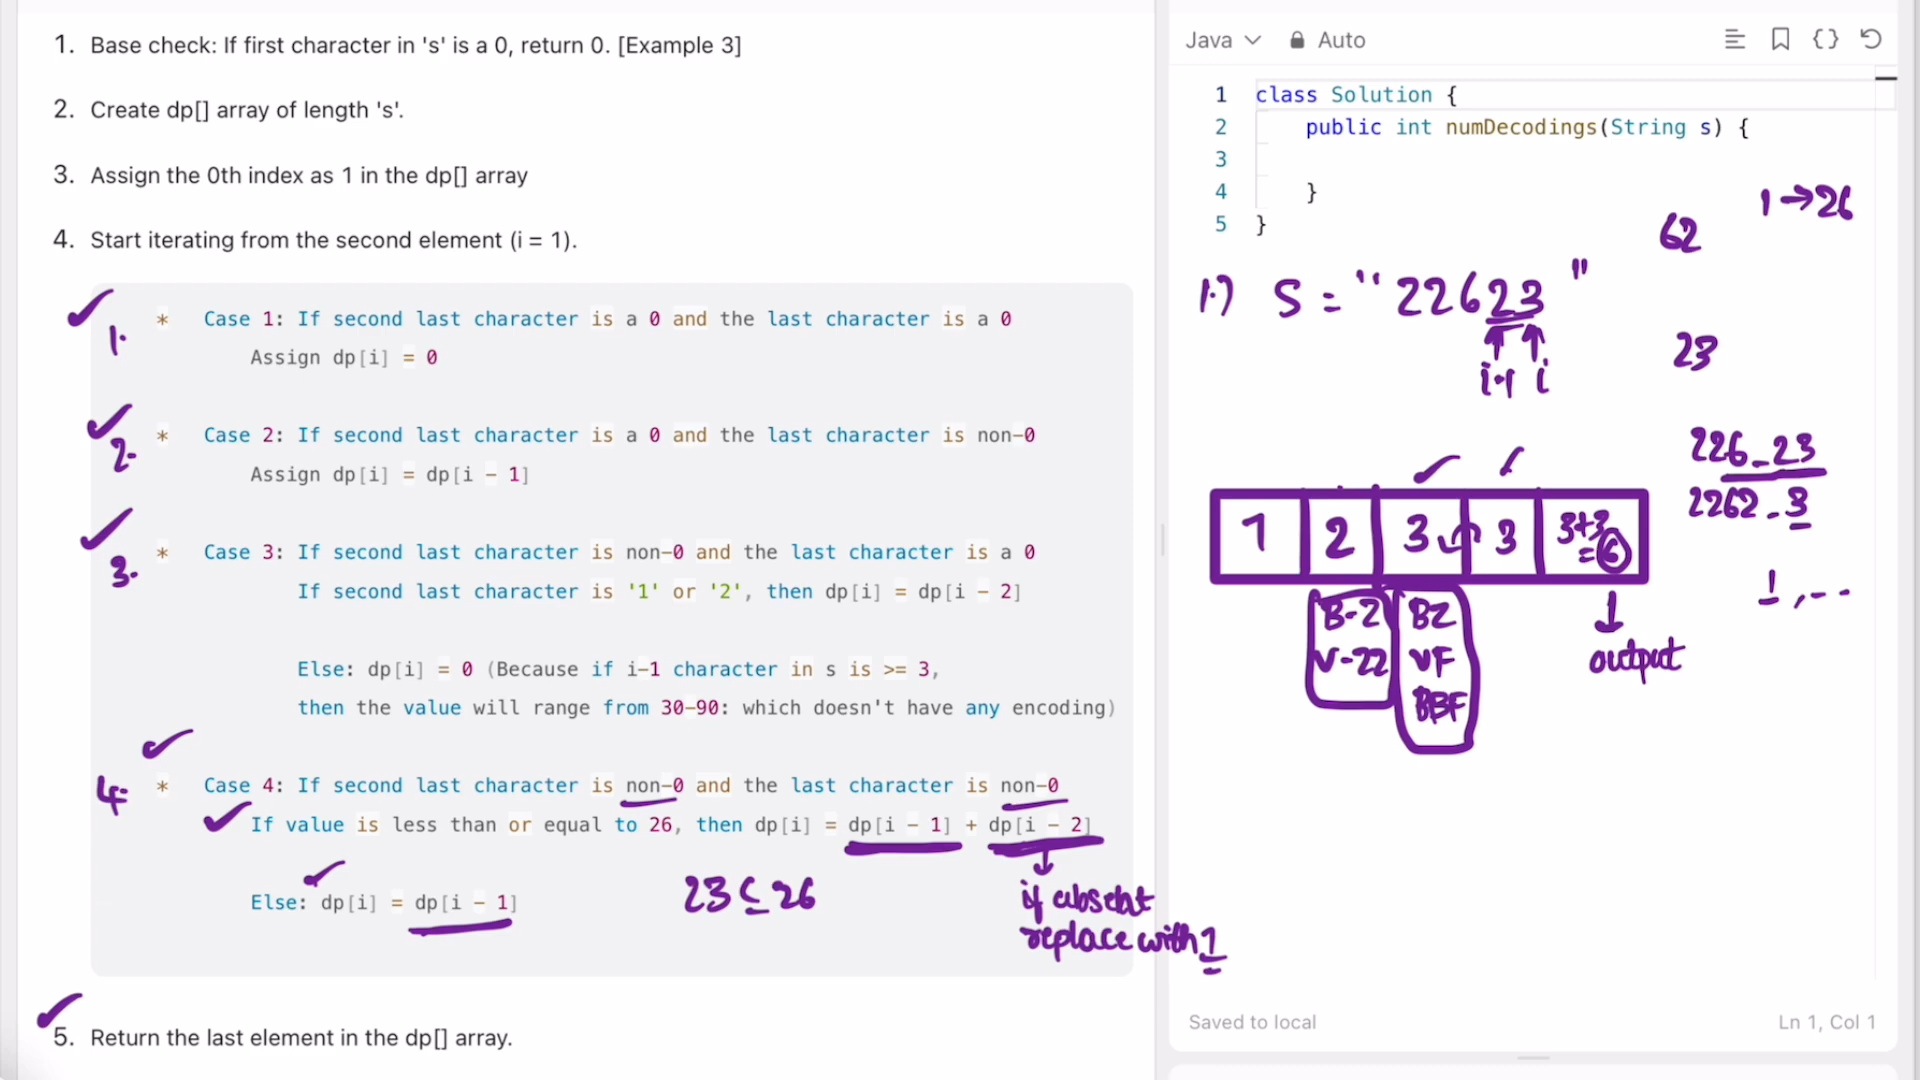 1. Base check: If first character in 's' is a 0, return 0. [Example 3]
2. Create dp[] array of length 's'.
3. Assign the 0th index as 1 in the dp[] array
4. Start iterating from the second element (i = 1).
1. * Case 1: If second last character is a 0 and the last character is a 0
Assign dp[i] = 0
2. * Case 2: If second last character is a 0 and the last character is non-0
Assign dp[i] = dp[i - 1]
3. * Case 3: If second last character is non-0 and the last character is a 0
If second last character is '1' or '2', then dp[i] = dp[i - 2]
Else: dp[i] = 0 (Because if i-1 character in s is >= 3,
then the value will range from 30-90: which doesn't have any encoding)
4. * Case 4: If second last character is non-0 and the last character is non-0
If value is less than or equal to 26, then dp[i] = dp[i - 1] + dp[i - 2]
Else: dp[i] = dp[i - 1]
23 ≤ 26
if absent
replace with 1
5. Return the last element in the dp[] array.
Java Auto
1 class Solution {
2 public int numDecodings(String s) {
3
4 }
5 }
1→26
62
1.) S = "22623"
i-1 i
23
226-23
2262-3
1 2 3 3 3+3
=6
1,--
B-2 BZ
V-22 VF
BBF
output
Saved to local Ln 1, Col 1